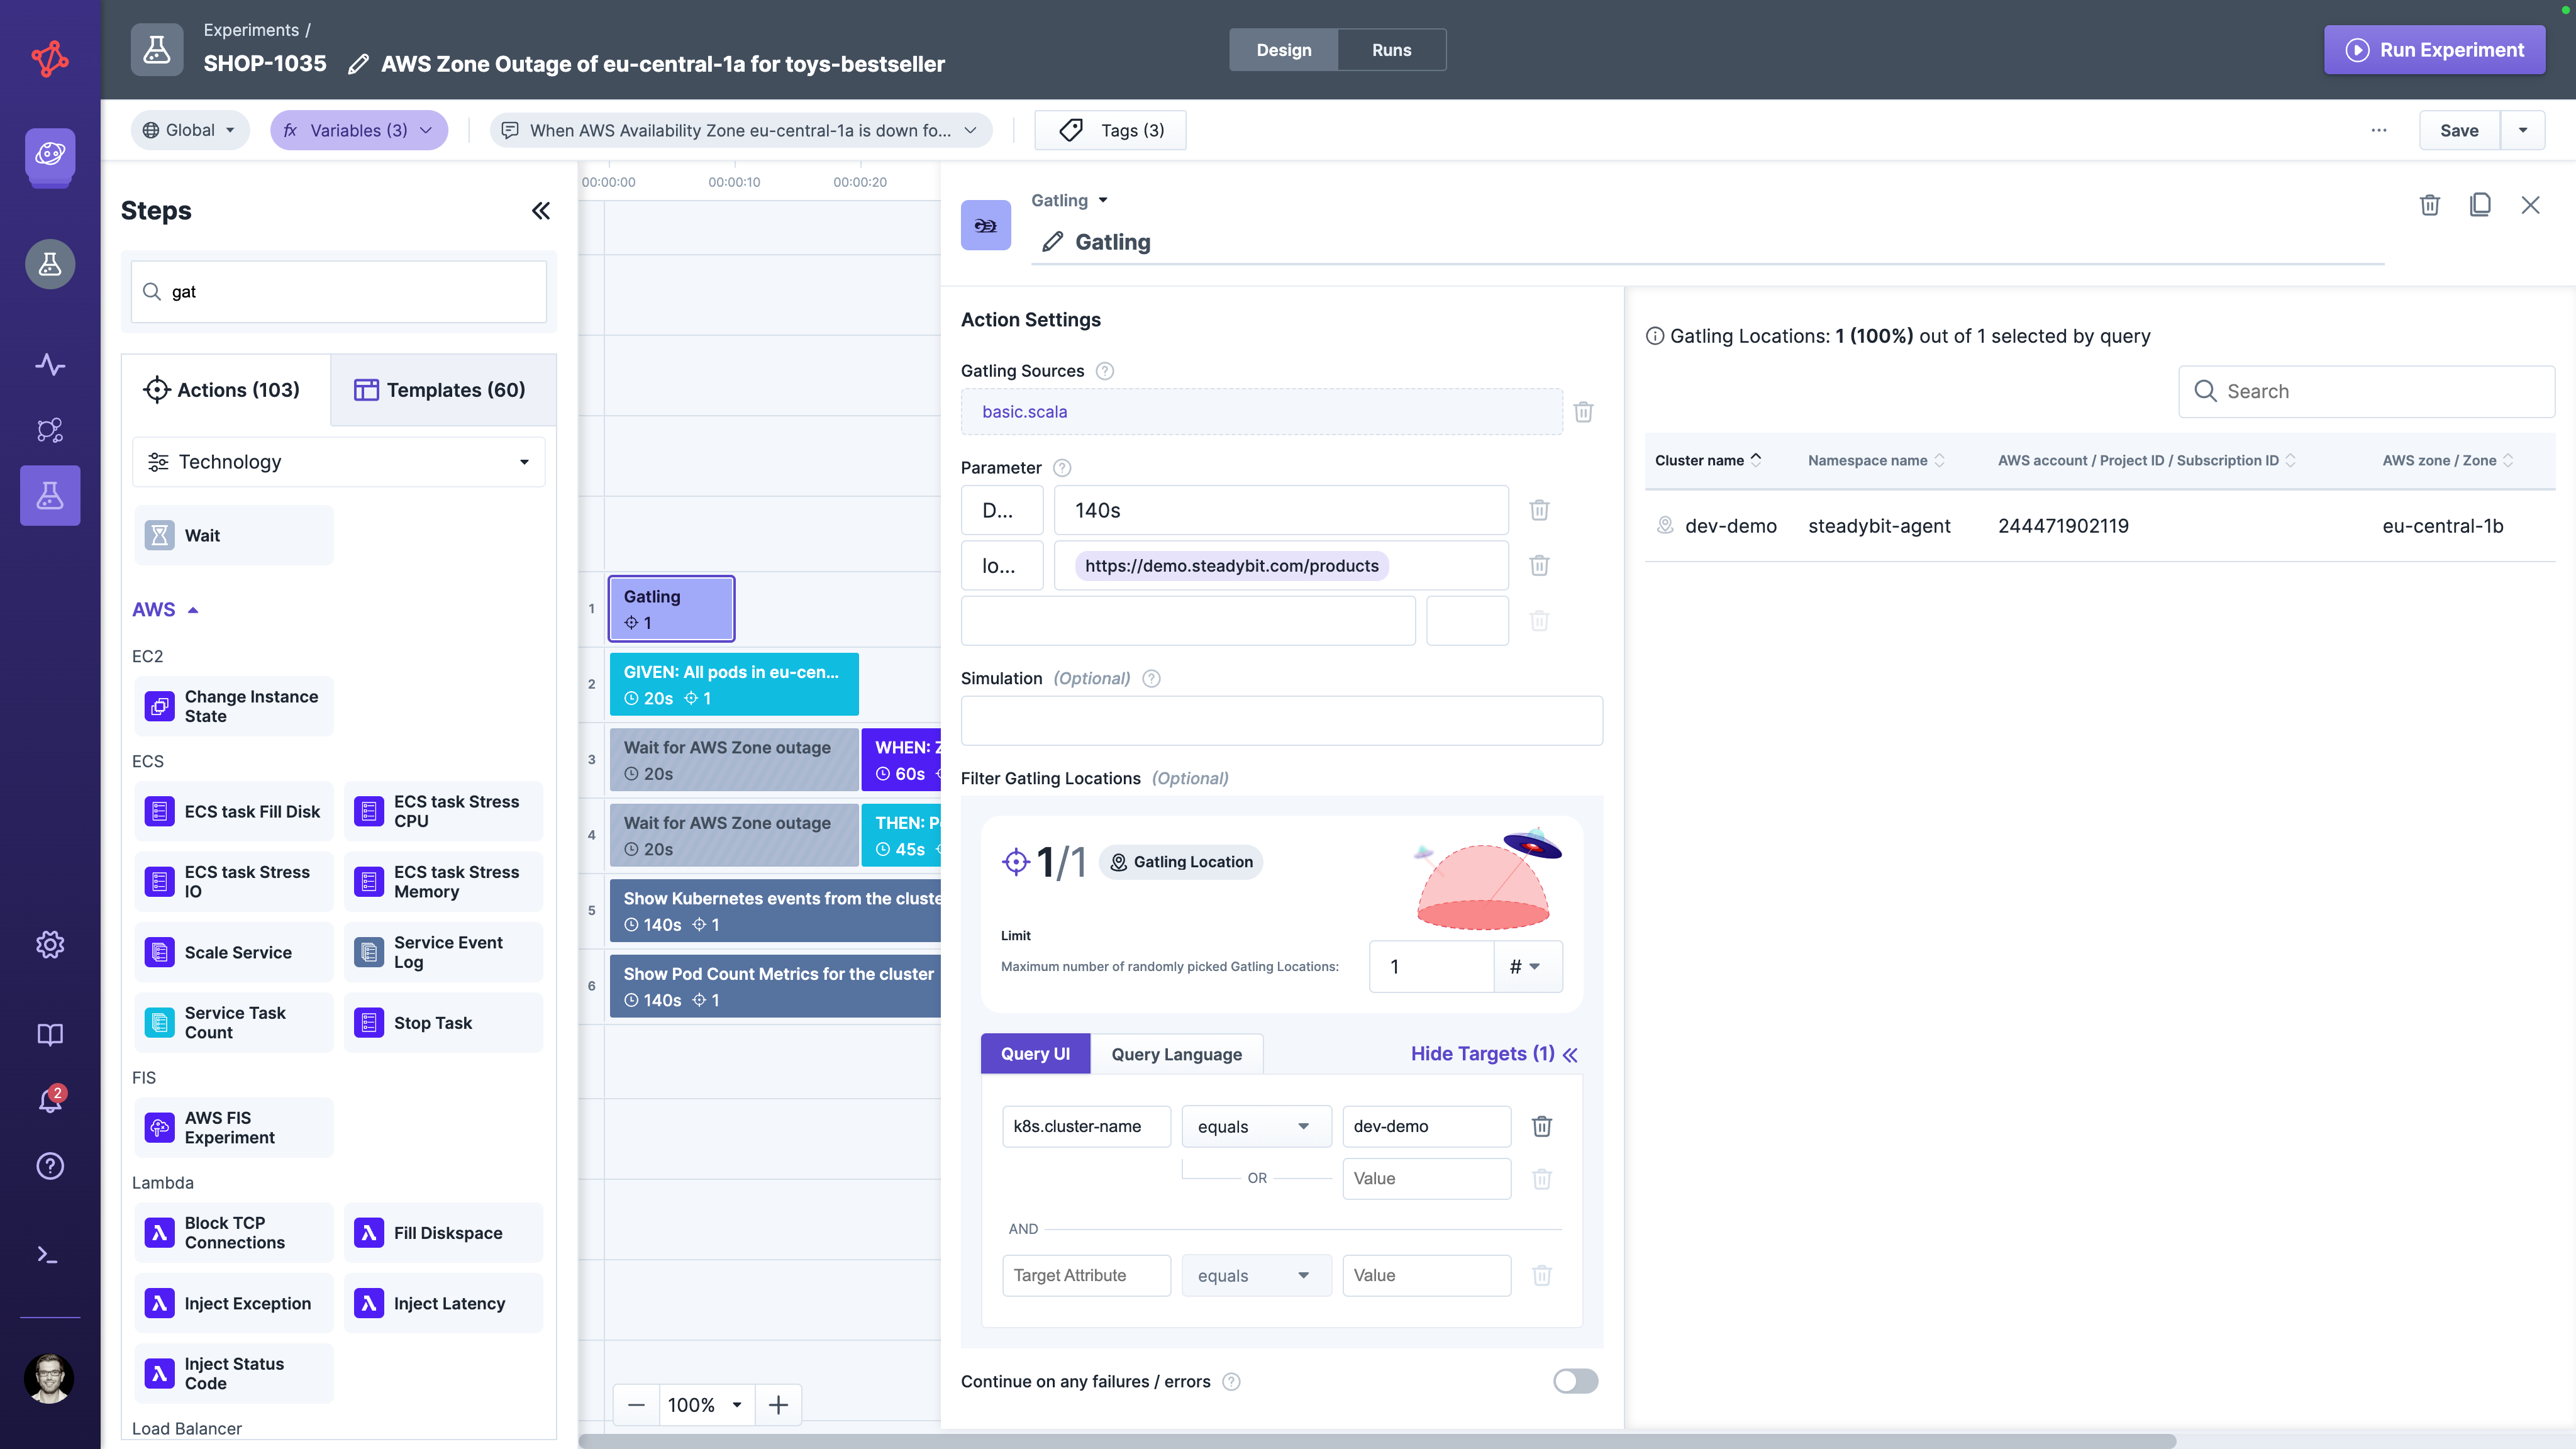 Experiments /
SHOP-1035
AWS Zone Outage of eu-central-1a for toys-bestseller
Design
Runs
Run Experiment
Global
fx Variables (3)
When AWS Availability Zone eu-central-1a is down fo...
Tags (3)
...
Save
Steps
gat
Actions (103)
Templates (60)
Technology
Wait
AWS
EC2
Change Instance
State
ECS
ECS task Fill Disk
ECS task Stress
CPU
ECS task Stress
IO
ECS task Stress
Memory
Scale Service
Service Event
Log
Service Task
Count
Stop Task
FIS
AWS FIS
Experiment
Lambda
Block TCP
Connections
Fill Diskspace
Inject Exception
Inject Latency
Inject Status
Code
Load Balancer
2
00:00:00
00:00:10
00:00:20
1
Gatling
1
2
GIVEN: All pods in eu-cen...
20s 1
3
Wait for AWS Zone outage
20s
WHEN: Z
60s
4
Wait for AWS Zone outage
20s
THEN: P
45s
5
Show Kubernetes events from the cluste
140s 1
6
Show Pod Count Metrics for the cluster
140s 1
100%
Gatling
Gatling
Action Settings
Gatling Sources
basic.scala
Parameter
D...
140s
lo...
https://demo.steadybit.com/products
Simulation (Optional)
Filter Gatling Locations (Optional)
1/1
Gatling Location
Limit
Maximum number of randomly picked Gatling Locations:
1
#
Query UI
Query Language
Hide Targets (1)
k8s.cluster-name
equals
dev-demo
OR
Value
AND
Target Attribute
equals
Value
Continue on any failures / errors
Gatling Locations: 1 (100%) out of 1 selected by query
Search
Cluster name
Namespace name
AWS account / Project ID / Subscription ID
AWS zone / Zone
dev-demo
steadybit-agent
244471902119
eu-central-1b